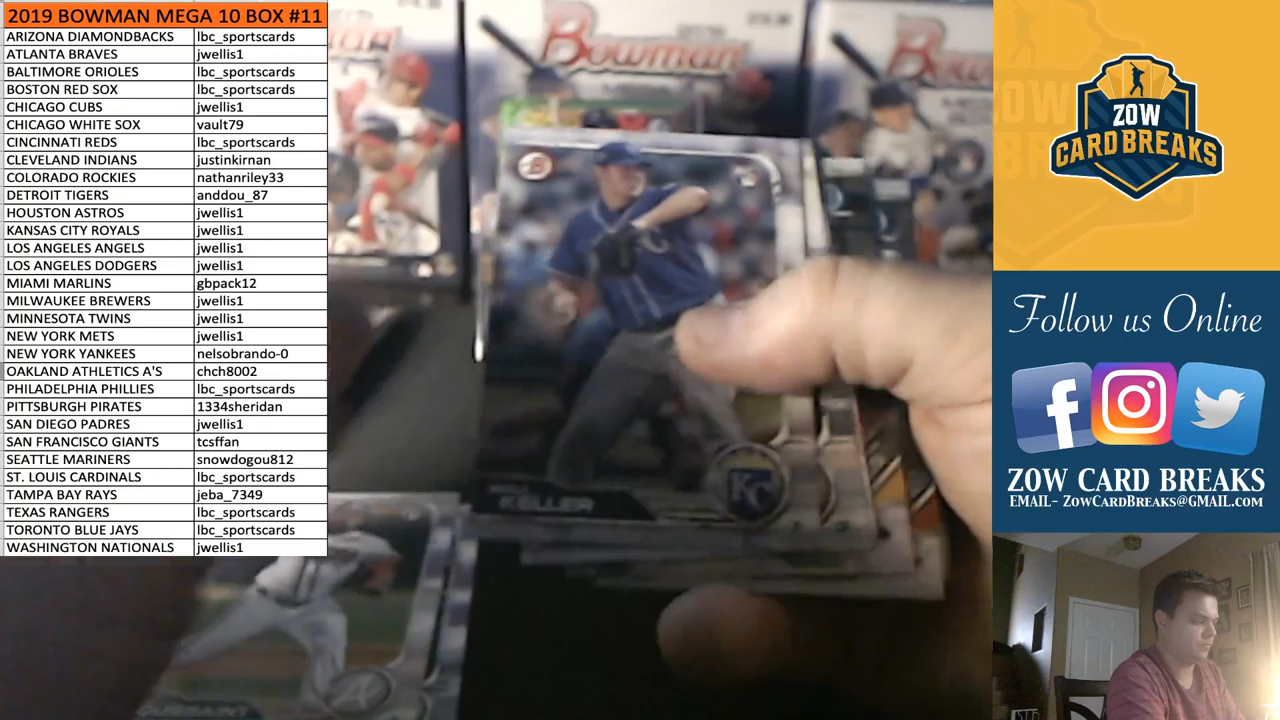 2019 BOWMAN MEGA 10 BOX #11
ARIZONA DIAMONDBACKS lbc_sportscards
ATLANTA BRAVES jwellis1
BALTIMORE ORIOLES lbc_sportscards
BOSTON RED SOX lbc_sportscards
CHICAGO CUBS jwellis1
CHICAGO WHITE SOX vault79
CINCINNATI REDS lbc_sportscards
CLEVELAND INDIANS justinkirnan
COLORADO ROCKIES nathanriley33
DETROIT TIGERS anddou_87
HOUSTON ASTROS jwellis1
KANSAS CITY ROYALS jwellis1
LOS ANGELES ANGELS jwellis1
LOS ANGELES DODGERS jwellis1
MIAMI MARLINS gbpack12
MILWAUKEE BREWERS jwellis1
MINNESOTA TWINS jwellis1
NEW YORK METS jwellis1
NEW YORK YANKEES nelsobrando-0
OAKLAND ATHLETICS A'S chch8002
PHILADELPHIA PHILLIES lbc_sportscards
PITTSBURGH PIRATES 1334sheridan
SAN DIEGO PADRES jwellis1
SAN FRANCISCO GIANTS tcsffan
SEATTLE MARINERS snowdogou812
ST. LOUIS CARDINALS lbc_sportscards
TAMPA BAY RAYS jeba_7349
TEXAS RANGERS lbc_sportscards
TORONTO BLUE JAYS lbc_sportscards
WASHINGTON NATIONALS jwellis1
Bowman
KELLER
KC
ZOW
CARD BREAKS
Follow us Online
ZOW CARD BREAKS
EMAIL- ZOWCARDBREAKS@GMAIL.COM